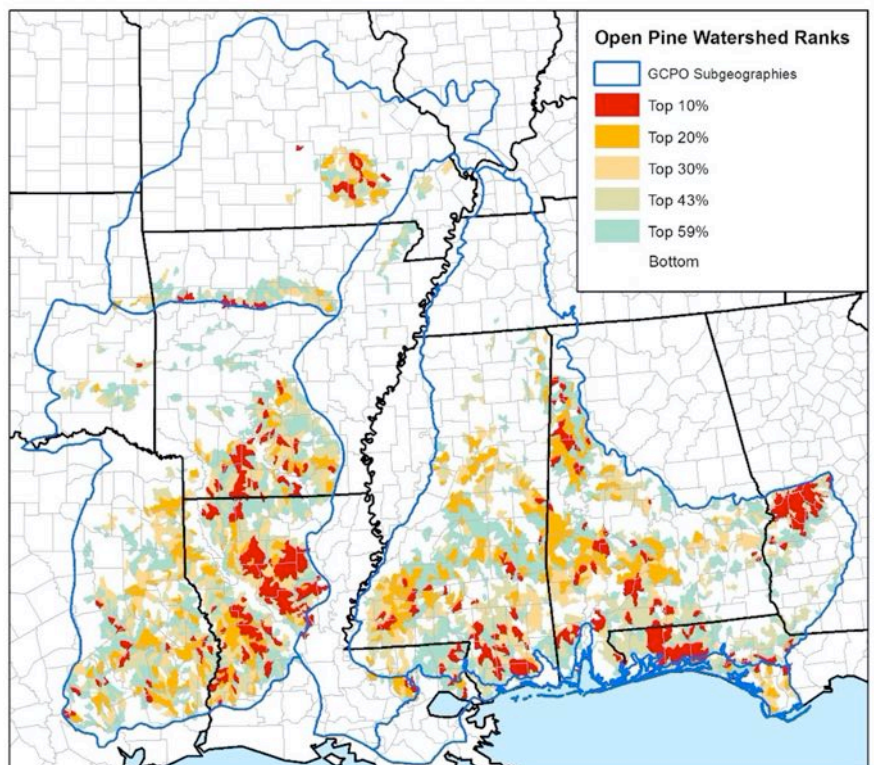 Open Pine Watershed Ranks
GCPO Subgeographies
Top 10%
Top 20%
Top 30%
Top 43%
Top 59%
Bottom